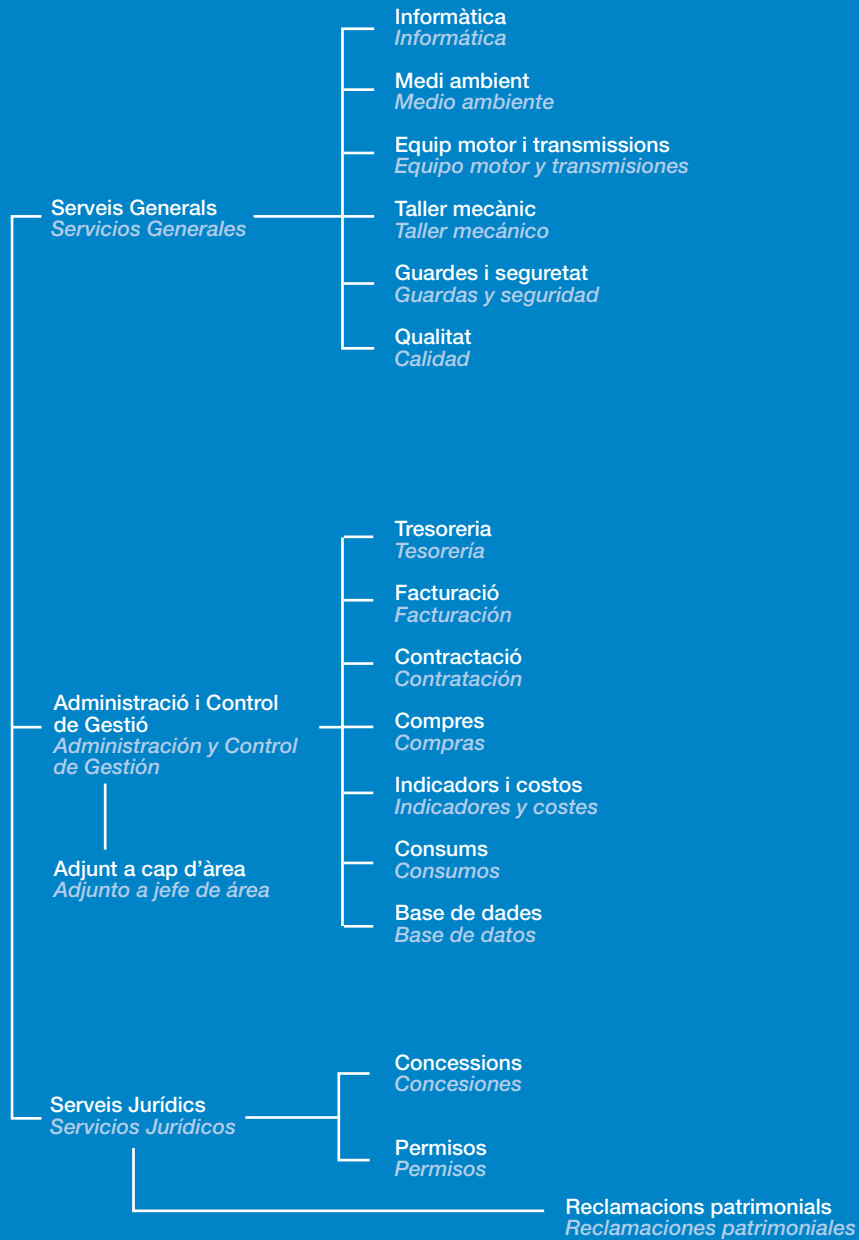 Informàtica
Informática
Medi ambient
Medio ambiente
Equip motor i transmissions
Equipo motor y transmisiones
Serveis Generals
Servicios Generales
Taller mecànic
Taller mecánico
Guardes i seguretat
Guardas y seguridad
Qualitat
Calidad
Tresoreria
Tesorería
Facturació
Facturación
Contractació
Contratación
Administració i Control
de Gestió
Administración y Control
de Gestión
Compres
Compras
Indicadors i costos
Indicadores y costes
Adjunt a cap d'àrea
Adjunto a jefe de área
Consums
Consumos
Base de dades
Base de datos
Concessions
Concesiones
Serveis Jurídics
Servicios Jurídicos
Permisos
Permisos
Reclamacions patrimonials
Reclamaciones patrimoniales